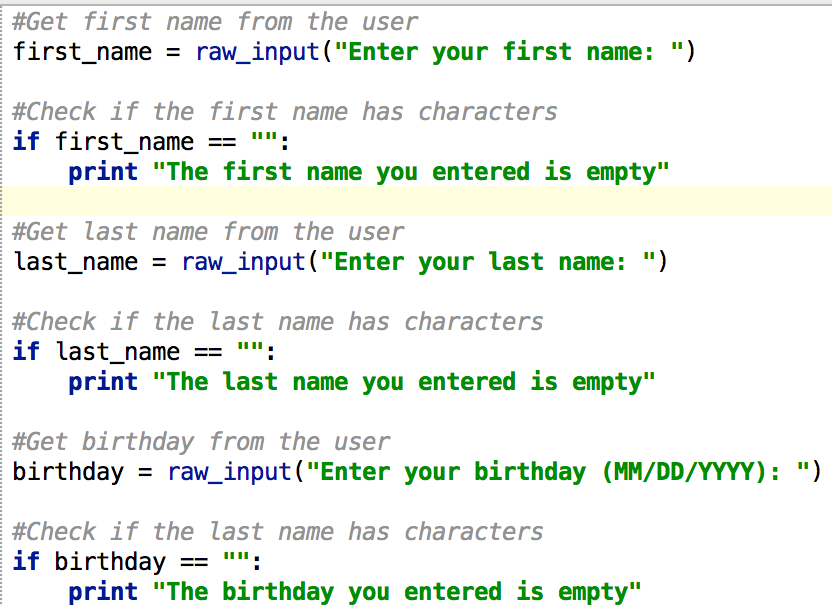 #Get first name from the user
first_name = raw_input("Enter your first name: ")
#Check if the first name has characters
if first_name == "":
    print "The first name you entered is empty"
#Get last name from the user
last_name = raw_input("Enter your last name: ")
#Check if the last name has characters
if last_name == "":
    print "The last name you entered is empty"
#Get birthday from the user
birthday = raw_input("Enter your birthday (MM/DD/YYYY): ")
#Check if the last name has characters
if birthday == "":
    print "The birthday you entered is empty"